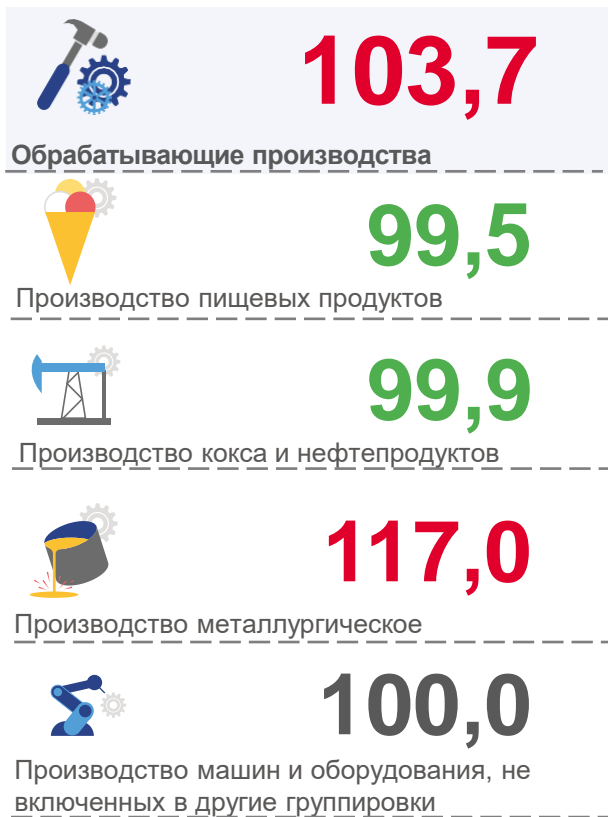 103,7
Обрабатывающие производства
99,5
Производство пищевых продуктов
99,9
Производство кокса и нефтепродуктов
117,0
Производство металлургическое
100,0
Производство машин и оборудования, не
включенных в другие группировки